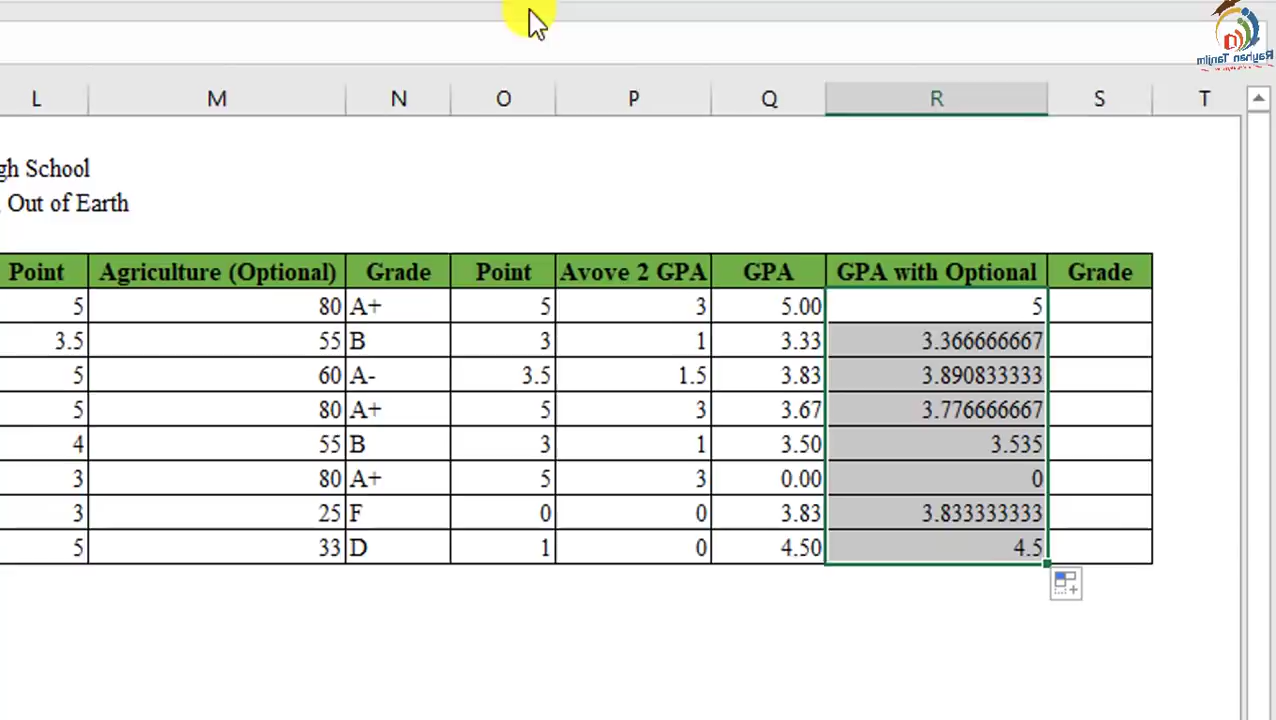 Rayhan Tanjim
L M N O P Q R S T
gh School
Out of Earth
Point Agriculture (Optional) Grade Point Avove 2 GPA GPA GPA with Optional Grade
5 80 A+ 5 3 5.00 5
3.5 55 B 3 1 3.33 3.366666667
5 60 A- 3.5 1.5 3.83 3.890833333
5 80 A+ 5 3 3.67 3.776666667
4 55 B 3 1 3.50 3.535
3 80 A+ 5 3 0.00 0
3 25 F 0 0 3.83 3.833333333
5 33 D 1 0 4.50 4.5